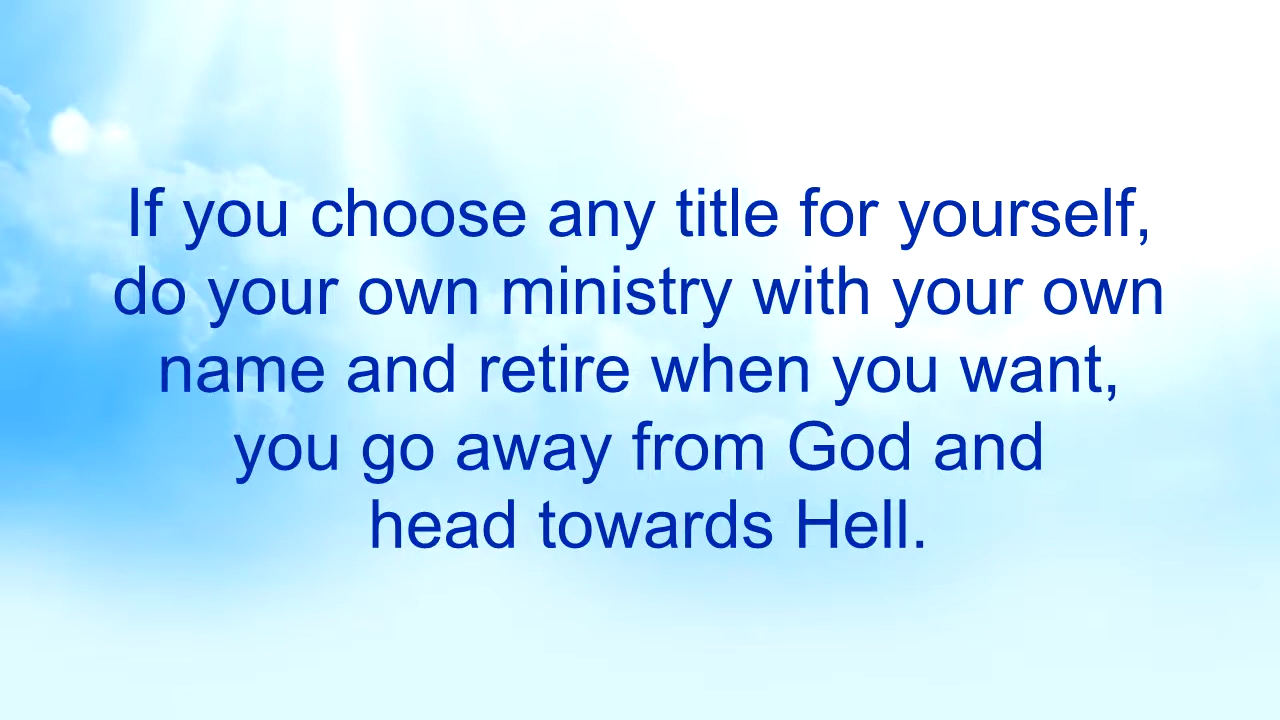 If you choose any title for yourself,
do your own ministry with your own
name and retire when you want,
you go away from God and
head towards Hell.